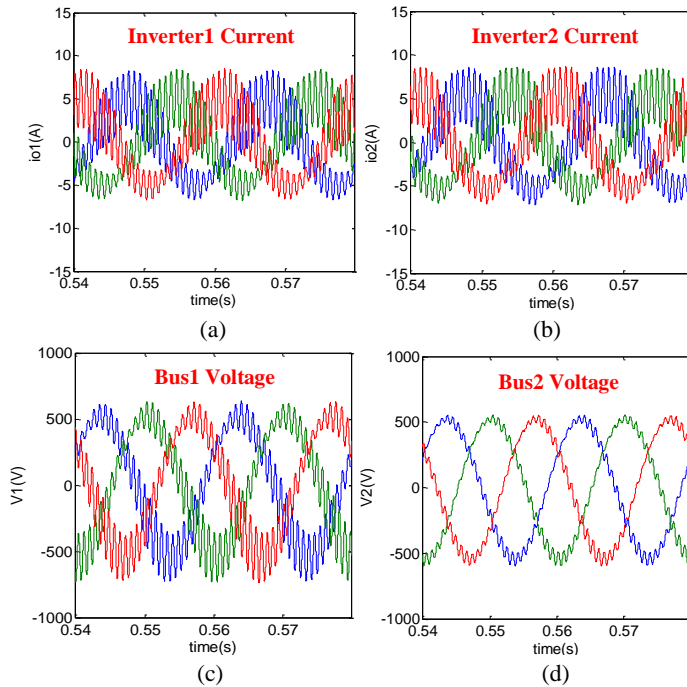 Inverter1 Current
15
10
5
0
-5
-10
-15
io1(A)
0.54
0.55
0.56
0.57
time(s)
(a)
Inverter2 Current
15
10
5
0
-5
-10
-15
io2(A)
0.54
0.55
0.56
0.57
time(s)
(b)
Bus1 Voltage
1000
500
0
-500
-1000
V1(V)
0.54
0.55
0.56
0.57
time(s)
(c)
Bus2 Voltage
1000
500
0
-500
-1000
V2(V)
0.54
0.55
0.56
0.57
time(s)
(d)